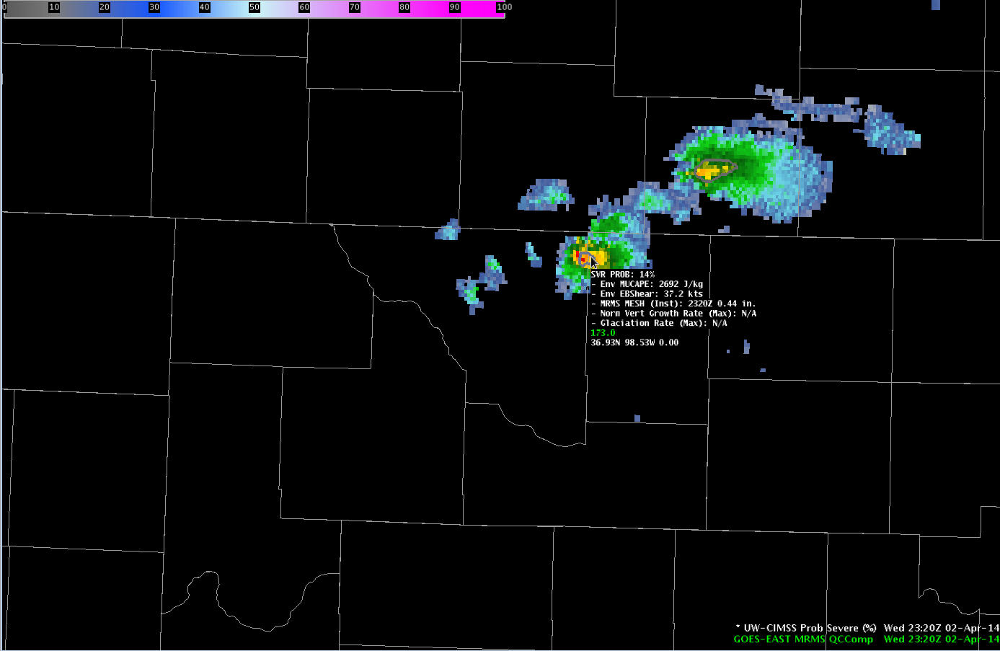 0 10 20 30 40 50 60 70 80 90 100
SVR PROB: 14%
- Env MUCAPE: 2692 J/kg
- Env EBShear: 37.2 kts
- MRMS MESH (Inst): 2320Z 0.44 in.
- Norm Vert Growth Rate (Max): N/A
- Glaciation Rate (Max): N/A
173.0
36.93N 98.53W 0.00
* UW-CIMSS Prob Severe (%) Wed 23:20Z 02-Apr-14
GOES-EAST MRMS QCComp Wed 23:20Z 02-Apr-14